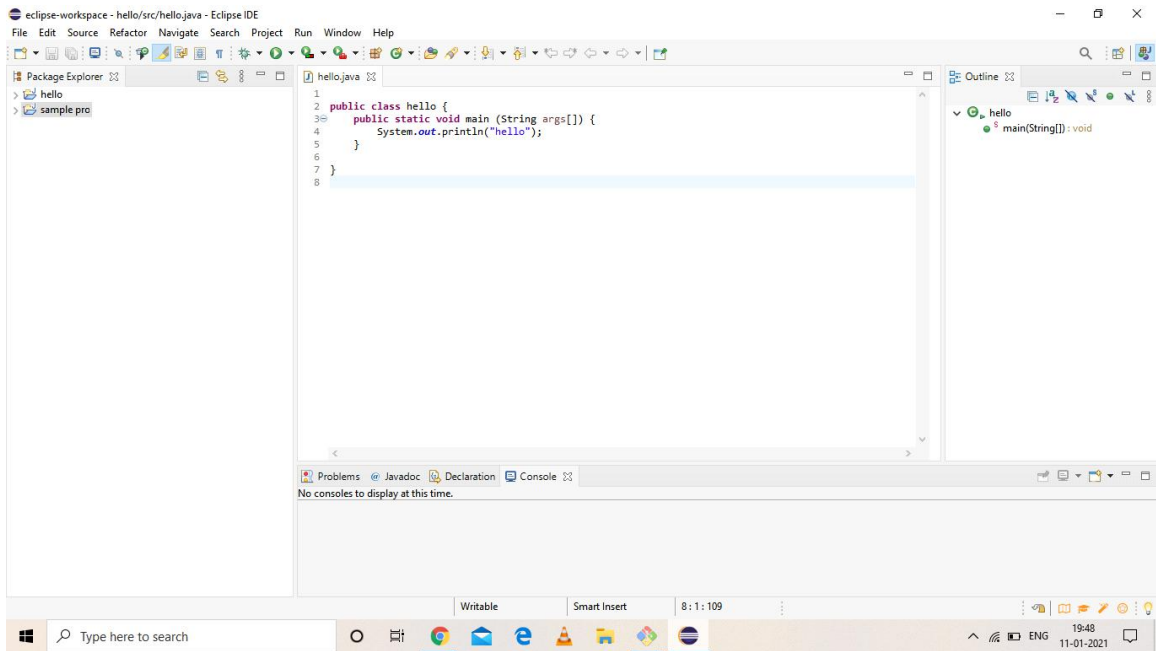 eclipse-workspace - hello/src/hello.java - Eclipse IDE
File Edit Source Refactor Navigate Search Project Run Window Help
Package Explorer
hello
sample pro
hello.java
1
2 public class hello {
3 public static void main (String args[]) {
4 System.out.println("hello");
5 }
6
7 }
8
Outline
hello
main(String[]) : void
Problems Javadoc Declaration Console
No consoles to display at this time.
Writable Smart Insert 8 : 1 : 109
Type here to search
ENG 19:48
11-01-2021